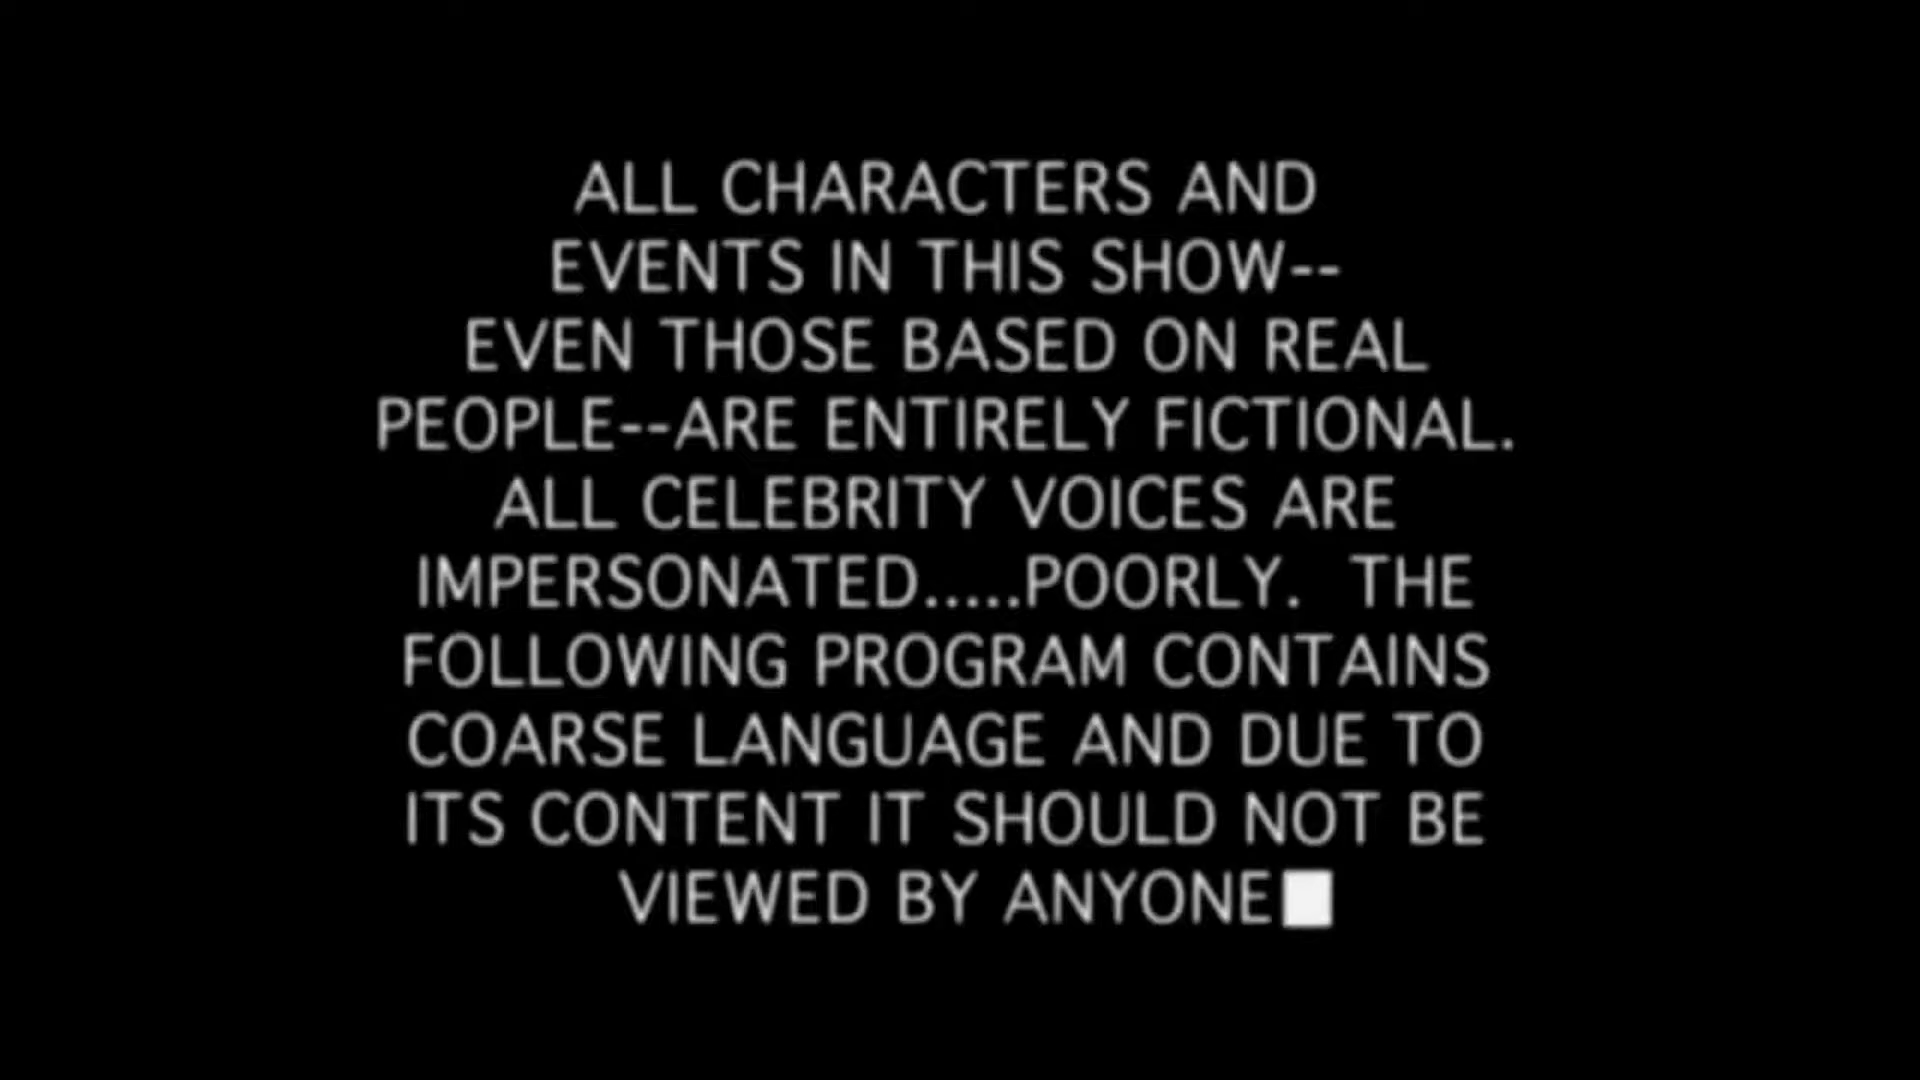 ALL CHARACTERS AND
EVENTS IN THIS SHOW--
EVEN THOSE BASED ON REAL
PEOPLE--ARE ENTIRELY FICTIONAL.
ALL CELEBRITY VOICES ARE
IMPERSONATED.....POORLY.  THE
FOLLOWING PROGRAM CONTAINS
COARSE LANGUAGE AND DUE TO
ITS CONTENT IT SHOULD NOT BE
VIEWED BY ANYONE■